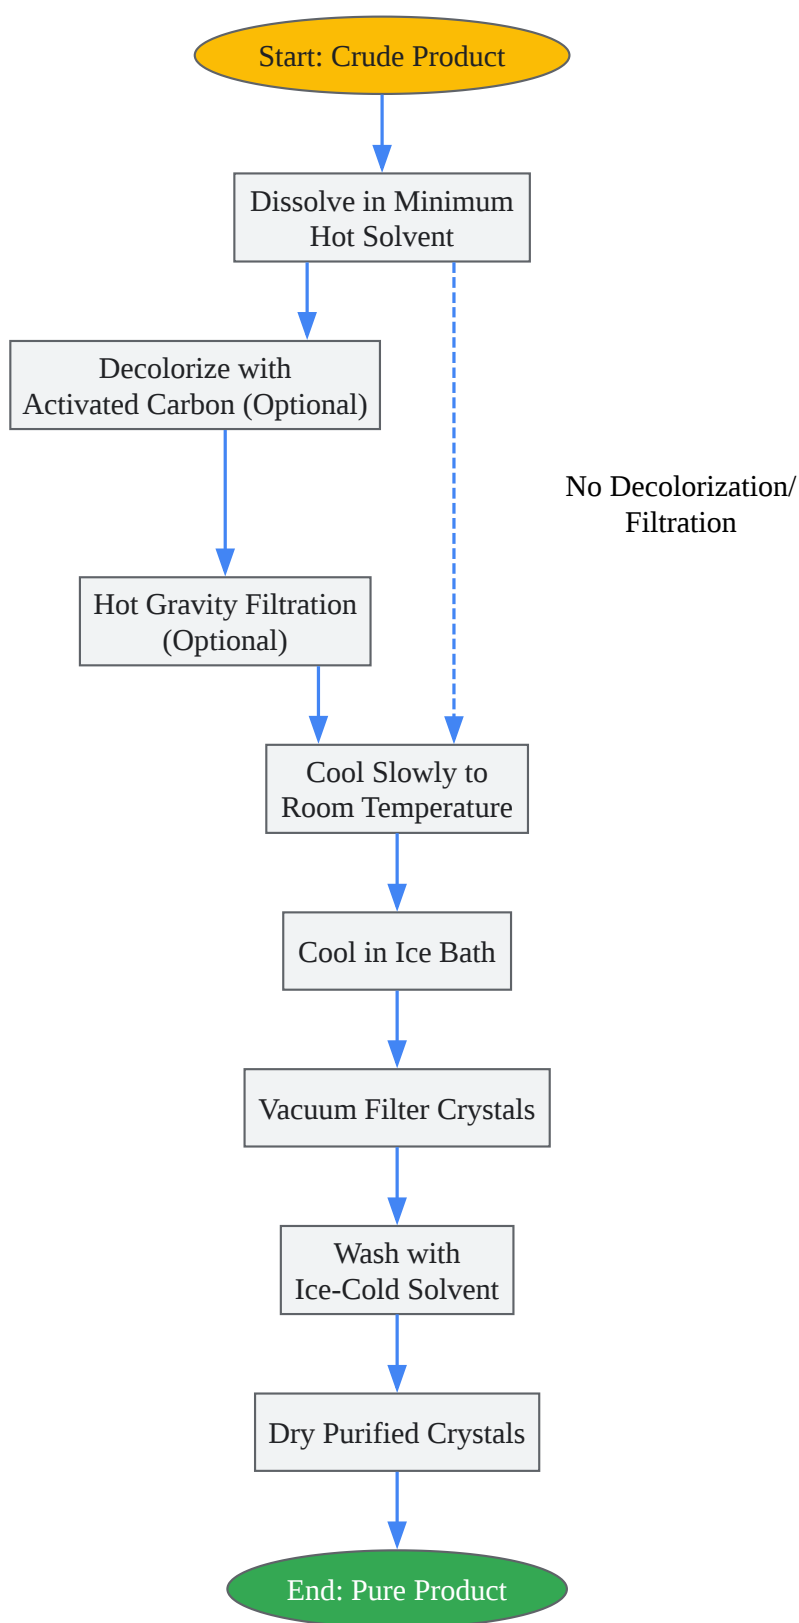 Start: Crude Product
Dissolve in Minimum
Hot Solvent
Decolorize with
Activated Carbon (Optional)
No Decolorization/
Filtration
Hot Gravity Filtration
(Optional)
Cool Slowly to
Room Temperature
Cool in Ice Bath
Vacuum Filter Crystals
Wash with
Ice-Cold Solvent
Dry Purified Crystals
End: Pure Product